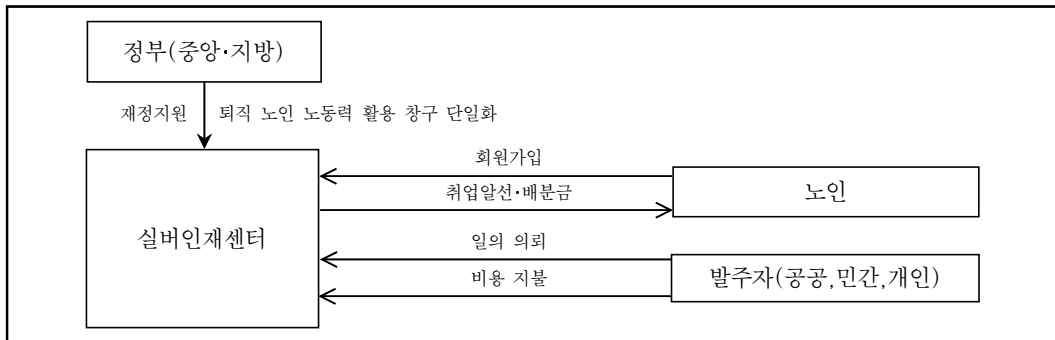 정부(중앙·지방)
재정지원 퇴직 노인 노동력 활용 창구 단일화
회원가입
취업알선·배분금
노인
실버인재센터
일의 의뢰
비용 지불
발주자(공공,민간,개인)